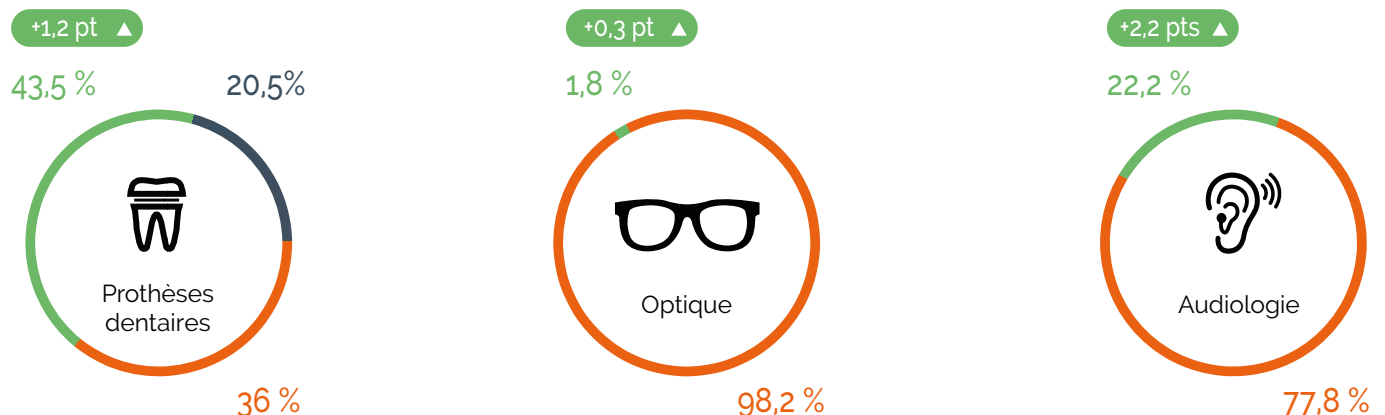 +1,2 pt
43,5 %
20,5%
Prothèses
dentaires
36 %
+0,3 pt
1,8 %
Optique
98,2 %
+2,2 pts
22,2 %
Audiologie
77,8 %